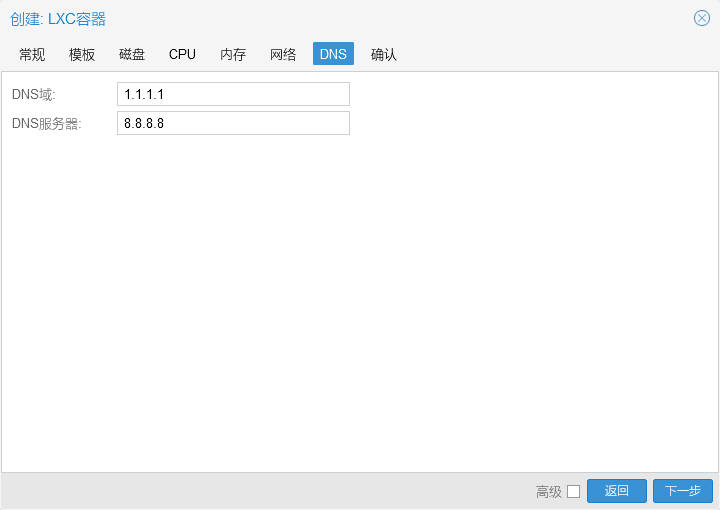 创建: LXC容器
常规 模板 磁盘 CPU 内存 网络 DNS 确认
DNS域: 1.1.1.1
DNS服务器: 8.8.8.8
高级 返回 下一步